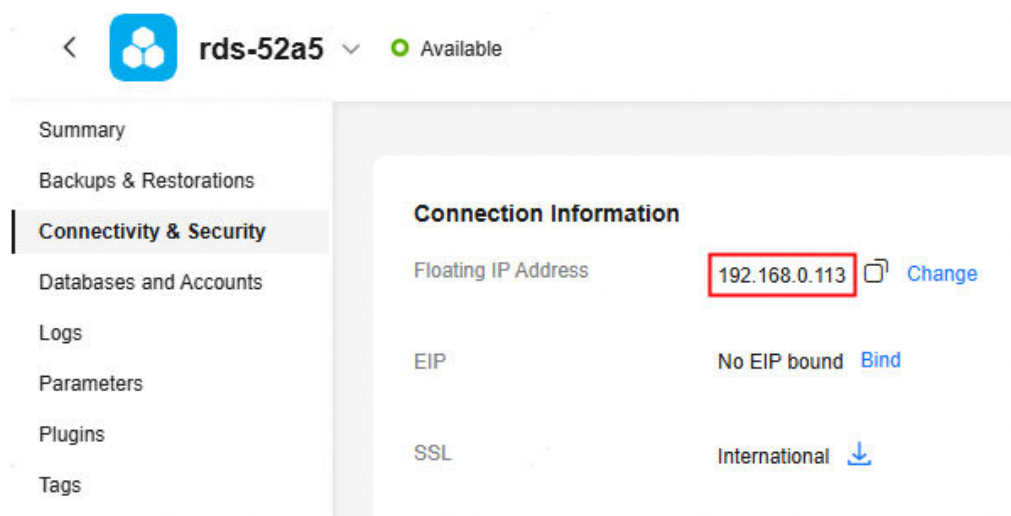 rds-52a5
Available
Summary
Backups & Restorations
Connectivity & Security
Databases and Accounts
Logs
Parameters
Plugins
Tags
Connection Information
Floating IP Address 192.168.0.113 Change
EIP No EIP bound Bind
SSL International